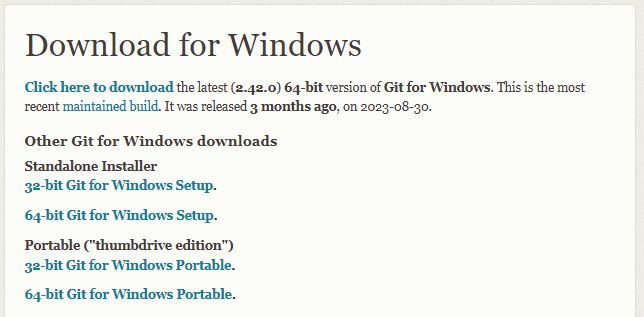 Download for Windows
Click here to download the latest (2.42.0) 64-bit version of Git for Windows. This is the most
recent maintained build. It was released 3 months ago, on 2023-08-30.
Other Git for Windows downloads
Standalone Installer
32-bit Git for Windows Setup.
64-bit Git for Windows Setup.
Portable ("thumbdrive edition")
32-bit Git for Windows Portable.
64-bit Git for Windows Portable.